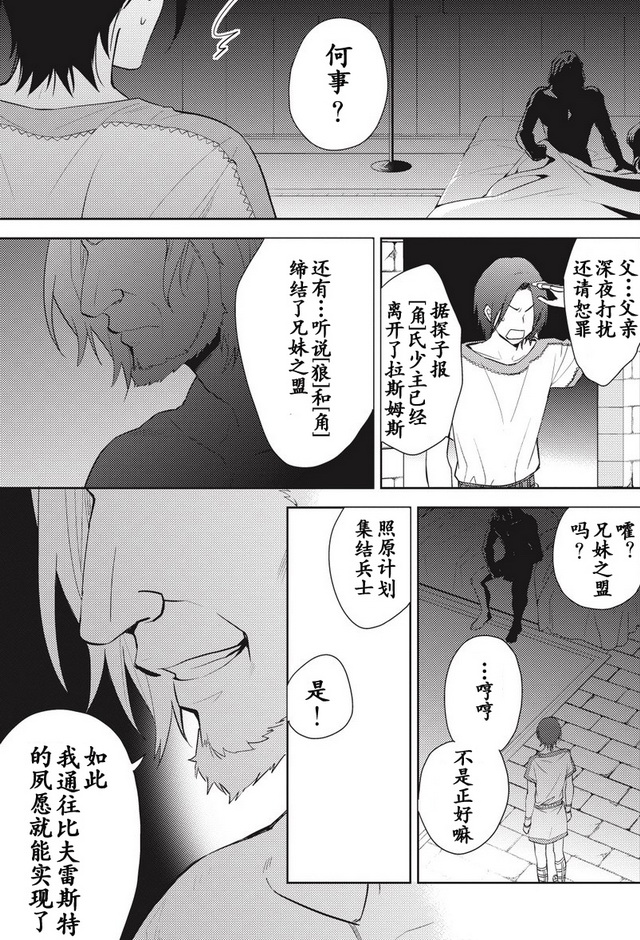 何事？
父…父亲
深夜打扰
还请恕罪
据探子报
[角]氏少主已经
离开了拉斯姆斯
还有…听说[狼]和[角]
缔结了兄妹之盟
嚯？
兄妹之盟
吗？
…哼哼
不是正好嘛
照原计划
集结兵士
是！
如此
我通往比夫雷斯特
的夙愿就能实现了